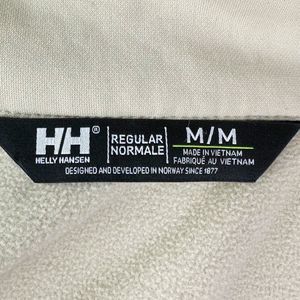 HH®
HELLY HANSEN
REGULAR
NORMALE
M/M
MADE IN VIETNAM
FABRIQUÉ AU VIETNAM
DESIGNED AND DEVELOPED IN NORWAY SINCE 1877